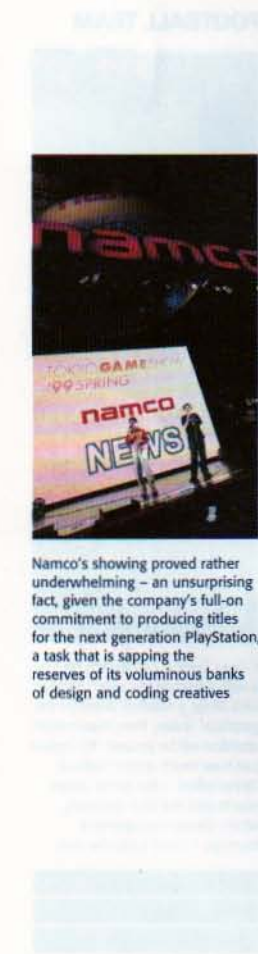 namco
TOKYO GAME SHOW
'99 SPRING
namco
NEWS
Namco's showing proved rather
underwhelming – an unsurprising
fact, given the company's full-on
commitment to producing titles
for the next generation PlayStation,
a task that is sapping the
reserves of its voluminous banks
of design and coding creatives